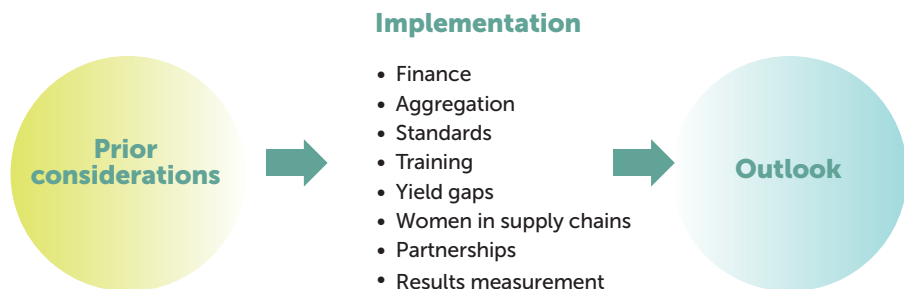 Implementation
Prior
considerations
• Finance
• Aggregation
• Standards
• Training
• Yield gaps
• Women in supply chains
• Partnerships
• Results measurement
Outlook